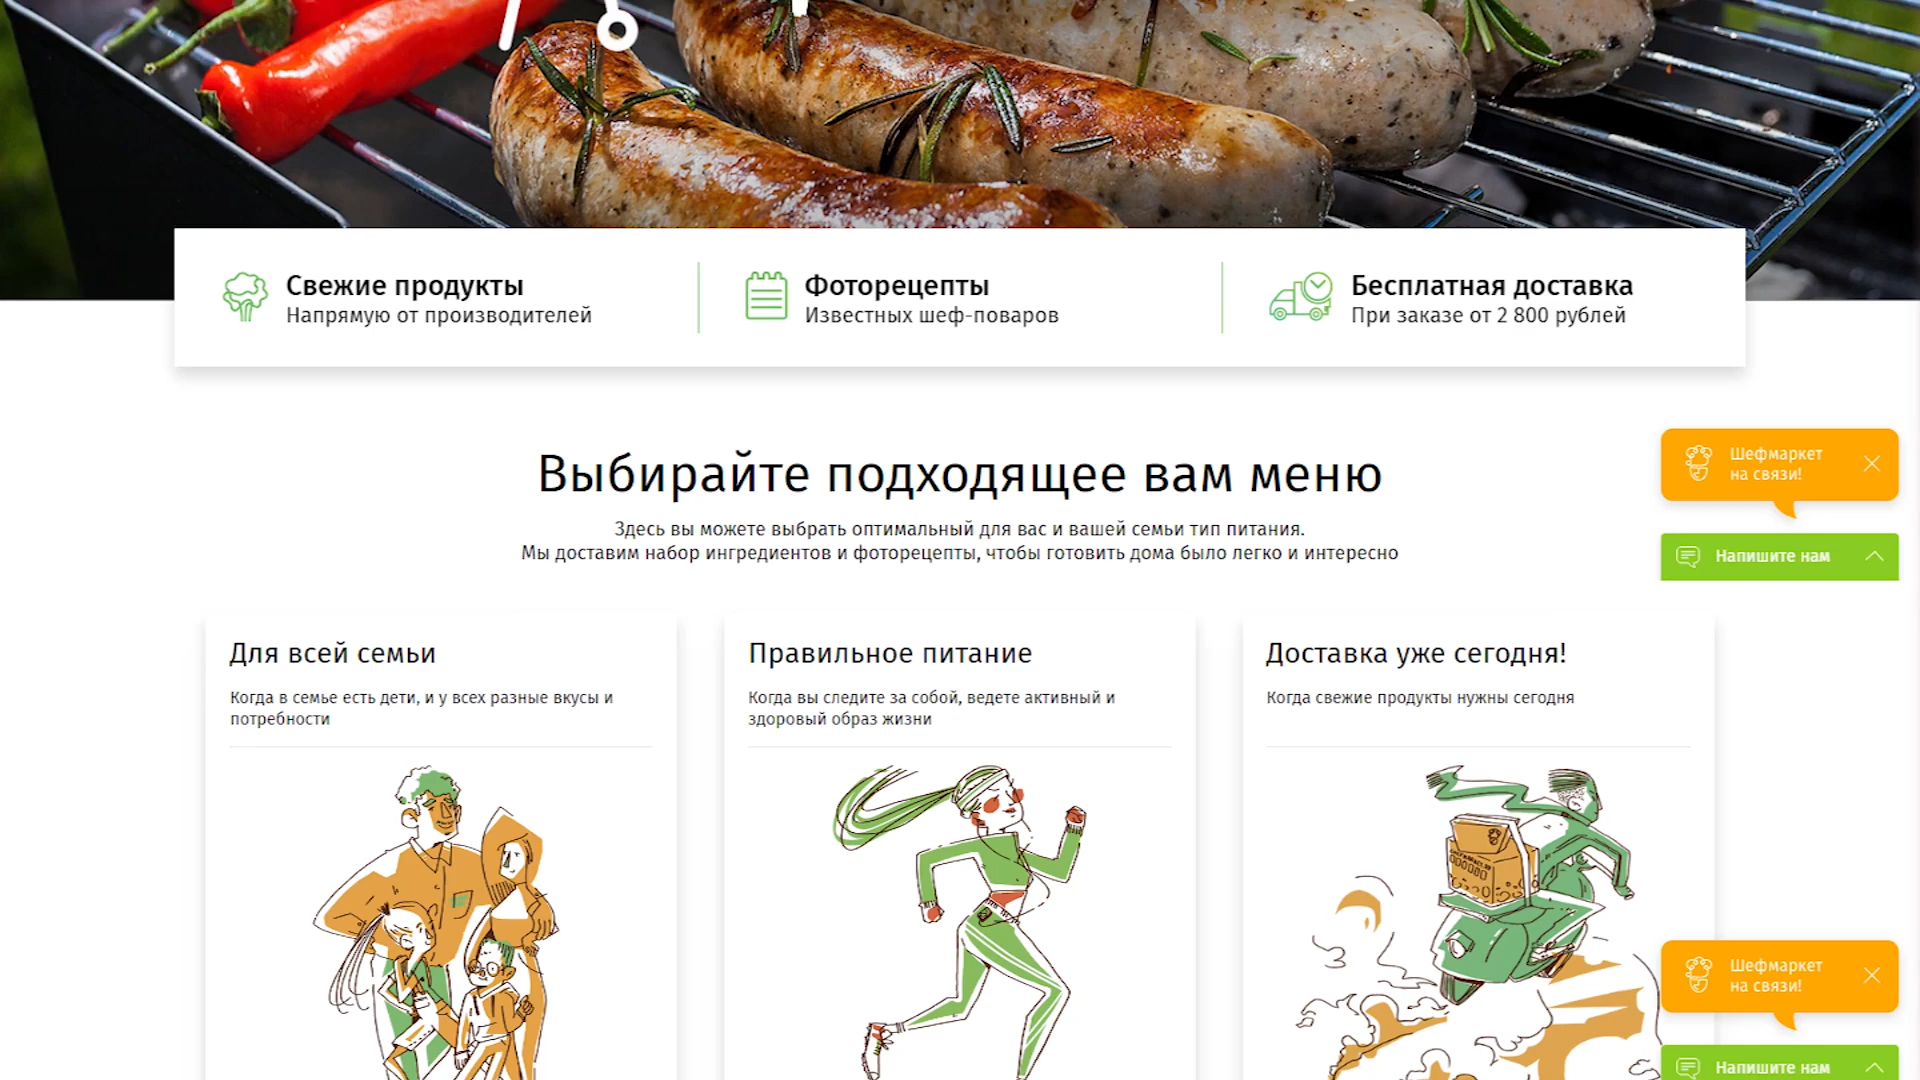 Свежие продукты
Напрямую от производителей
Фоторецепты
Известных шеф-поваров
Бесплатная доставка
При заказе от 2 800 рублей
Выбирайте подходящее вам меню
Здесь вы можете выбрать оптимальный для вас и вашей семьи тип питания.
Мы доставим набор ингредиентов и фоторецепты, чтобы готовить дома было легко и интересно
Шефмаркет
на связи!
Напишите нам
Для всей семьи
Когда в семье есть дети, и у всех разные вкусы и
потребности
Правильное питание
Когда вы следите за собой, ведете активный и
здоровый образ жизни
Доставка уже сегодня!
Когда свежие продукты нужны сегодня
Шефмаркет
на связи!
Напишите нам